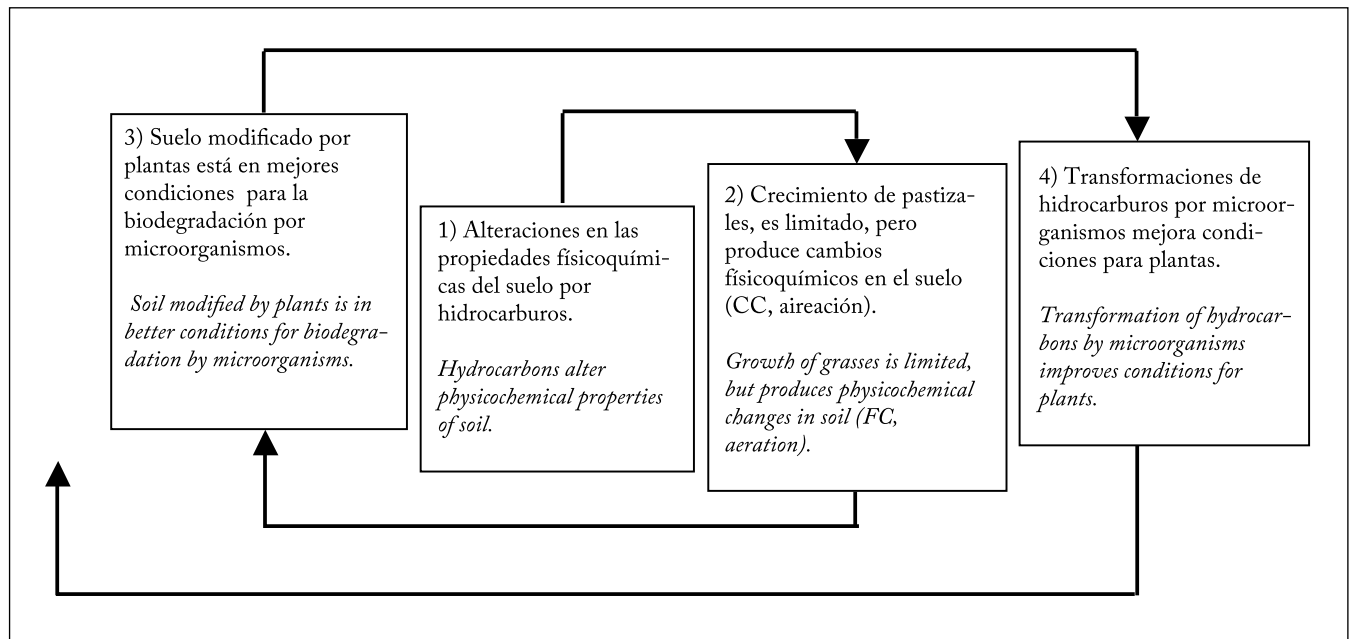 3) Suelo modificado por
plantas está en mejores
condiciones para la
biodegradación por
microorganismos.
Soil modified by plants is in
better conditions for biodegra-
dation by microorganisms.
1) Alteraciones en las
propiedades físicoquími-
cas del suelo por
hidrocarburos.
Hydrocarbons alter
physicochemical properties
of soil.
2) Crecimiento de pastiza-
les, es limitado, pero
produce cambios
físicoquímicos en el suelo
(CC, aireación).
Growth of grasses is limited,
but produces physicochemical
changes in soil (FC,
aeration).
4) Transformaciones de
hidrocarburos por microor-
ganismos mejora condi-
ciones para plantas.
Transformation of hydrocar-
bons by microorganisms
improves conditions for
plants.